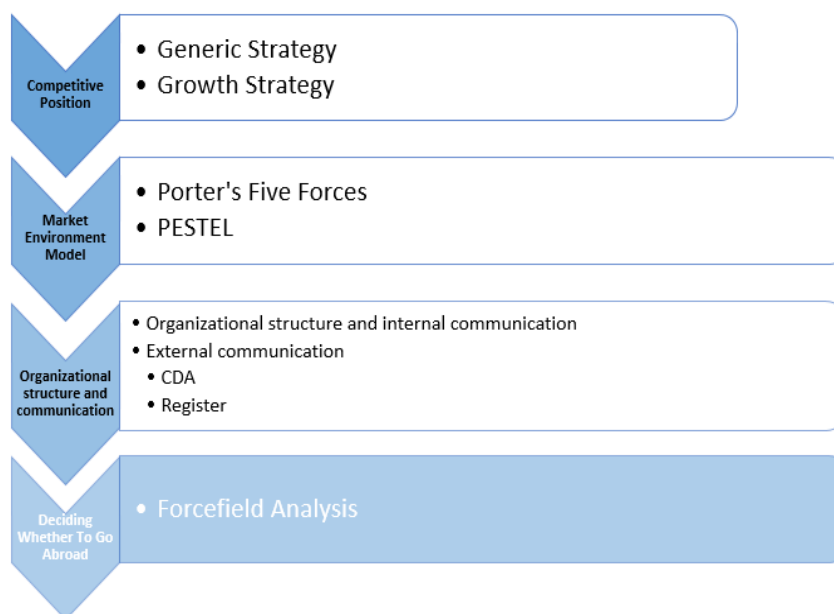 Competitive
Position
• Generic Strategy
• Growth Strategy
Market
Environment
Model
• Porter's Five Forces
• PESTEL
Organizational
structure and
communication
• Organizational structure and internal communication
• External communication
• CDA
• Register
Deciding
Whether To Go
Abroad
• Forcefield Analysis